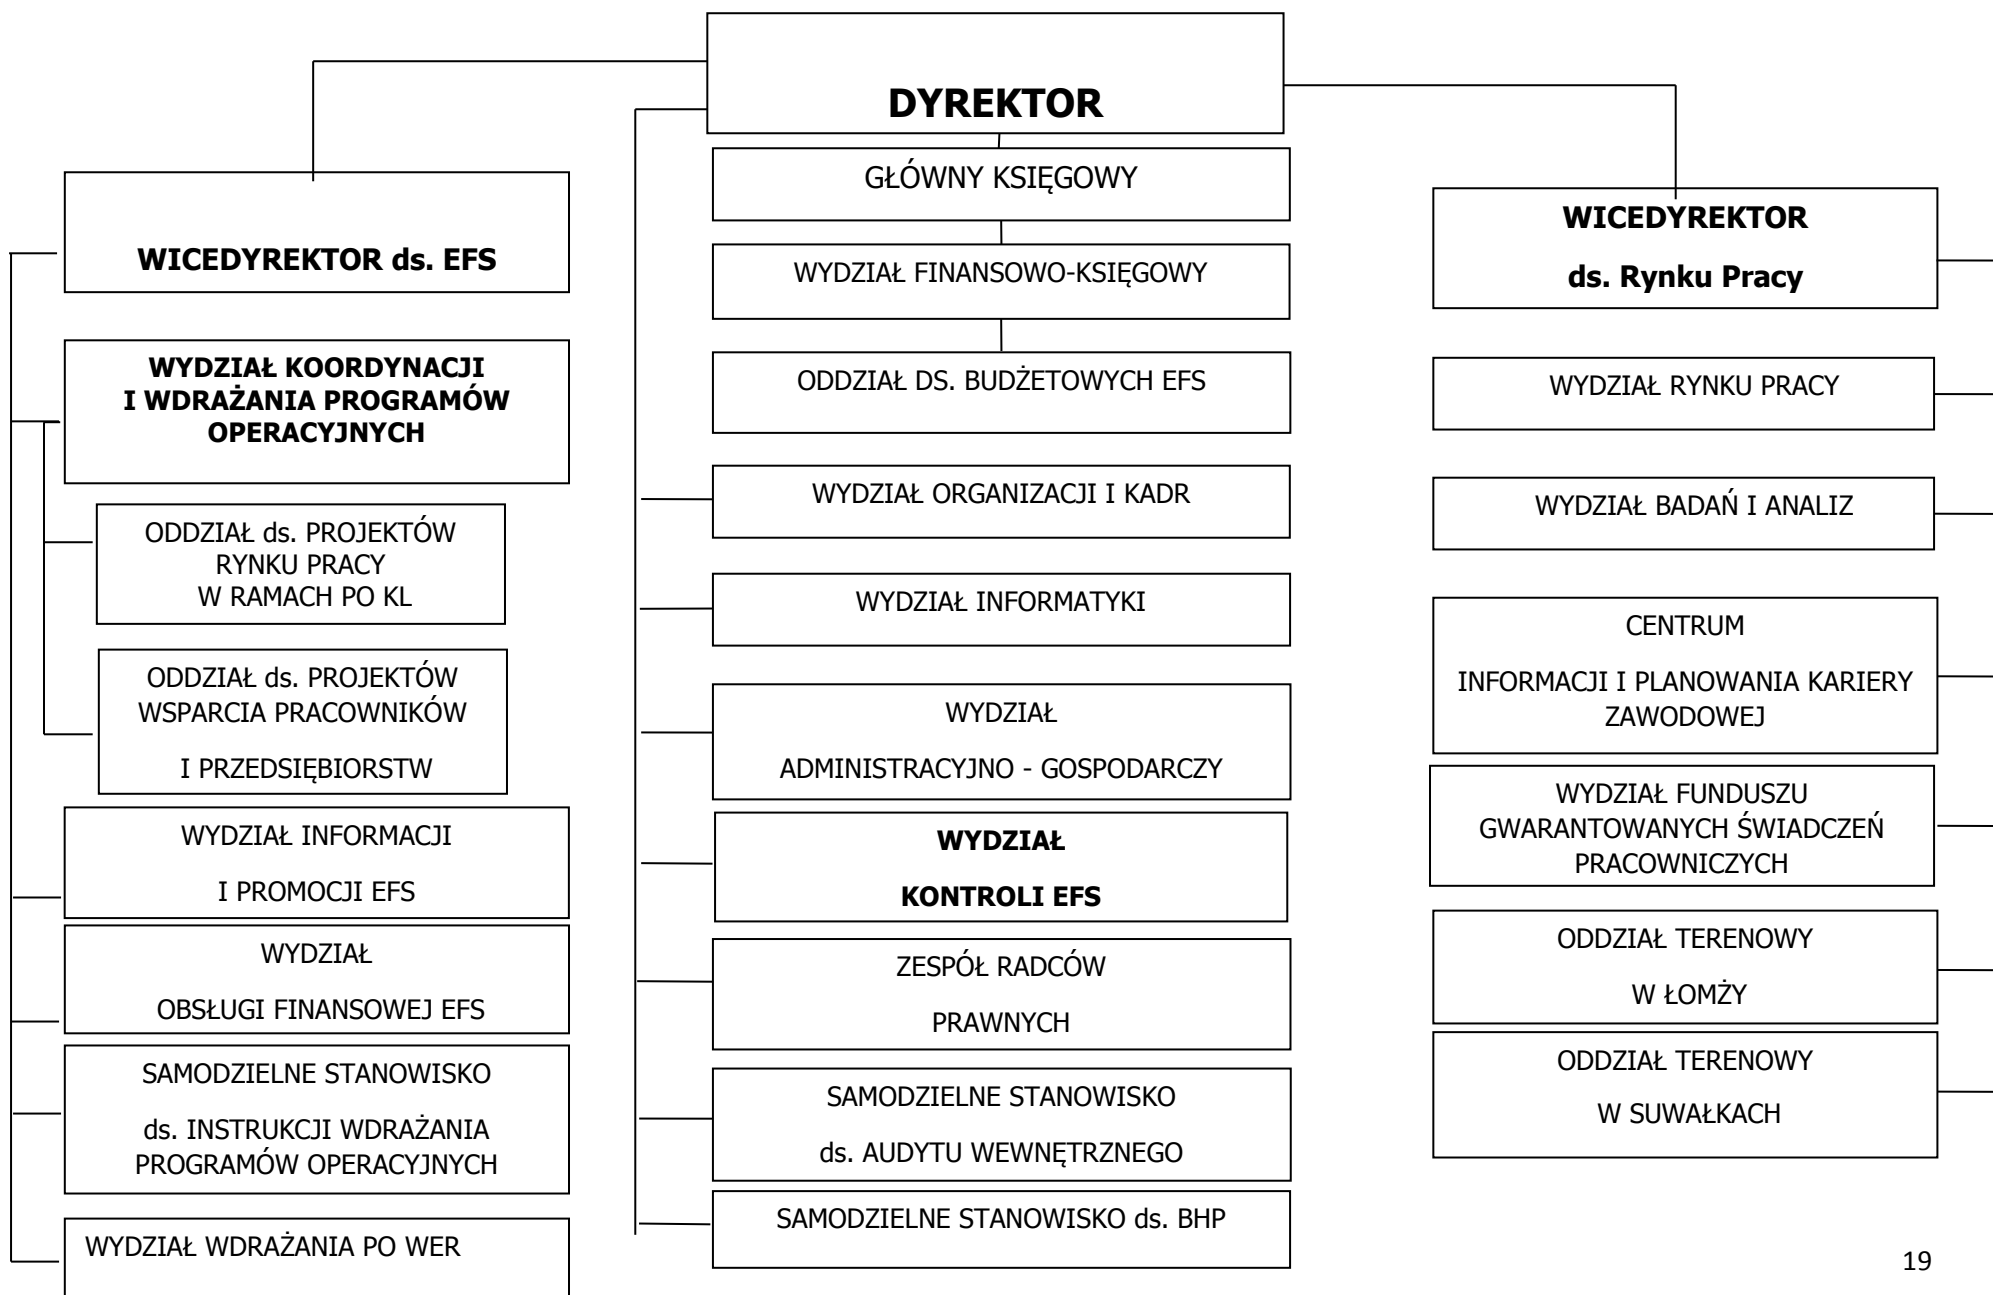 DYREKTOR
WICEDYREKTOR ds. EFS
WYDZIAŁ KOORDYNACJI
I WDRAŻANIA PROGRAMÓW
OPERACYJNYCH
ODDZIAŁ ds. PROJEKTÓW
RYNKU PRACY
W RAMACH PO KL
ODDZIAŁ ds. PROJEKTÓW
WSPARCIA PRACOWNIKÓW
I PRZEDSIĘBIORSTW
WYDZIAŁ INFORMACJI
I PROMOCJI EFS
WYDZIAŁ
OBSŁUGI FINANSOWEJ EFS
SAMODZIELNE STANOWISKO
ds. INSTRUKCJI WDRAŻANIA
PROGRAMÓW OPERACYJNYCH
WYDZIAŁ WDRAŻANIA PO WER
GŁÓWNY KSIĘGOWY
WYDZIAŁ FINANSOWO-KSIĘGOWY
ODDZIAŁ DS. BUDŻETOWYCH EFS
WYDZIAŁ ORGANIZACJI I KADR
WYDZIAŁ INFORMATYKI
WYDZIAŁ
ADMINISTRACYJNO - GOSPODARCZY
WYDZIAŁ
KONTROLI EFS
ZESPÓŁ RADCÓW
PRAWNYCH
SAMODZIELNE STANOWISKO
ds. AUDYTU WEWNĘTRZNEGO
SAMODZIELNE STANOWISKO ds. BHP
WICEDYREKTOR
ds. Rynku Pracy
WYDZIAŁ RYNKU PRACY
WYDZIAŁ BADAŃ I ANALIZ
CENTRUM
INFORMACJI I PLANOWANIA KARIERY
ZAWODOWEJ
WYDZIAŁ FUNDUSZU
GWARANTOWANYCH ŚWIADCZEŃ
PRACOWNICZYCH
ODDZIAŁ TERENOWY
W ŁOMŻY
ODDZIAŁ TERENOWY
W SUWAŁKACH
19